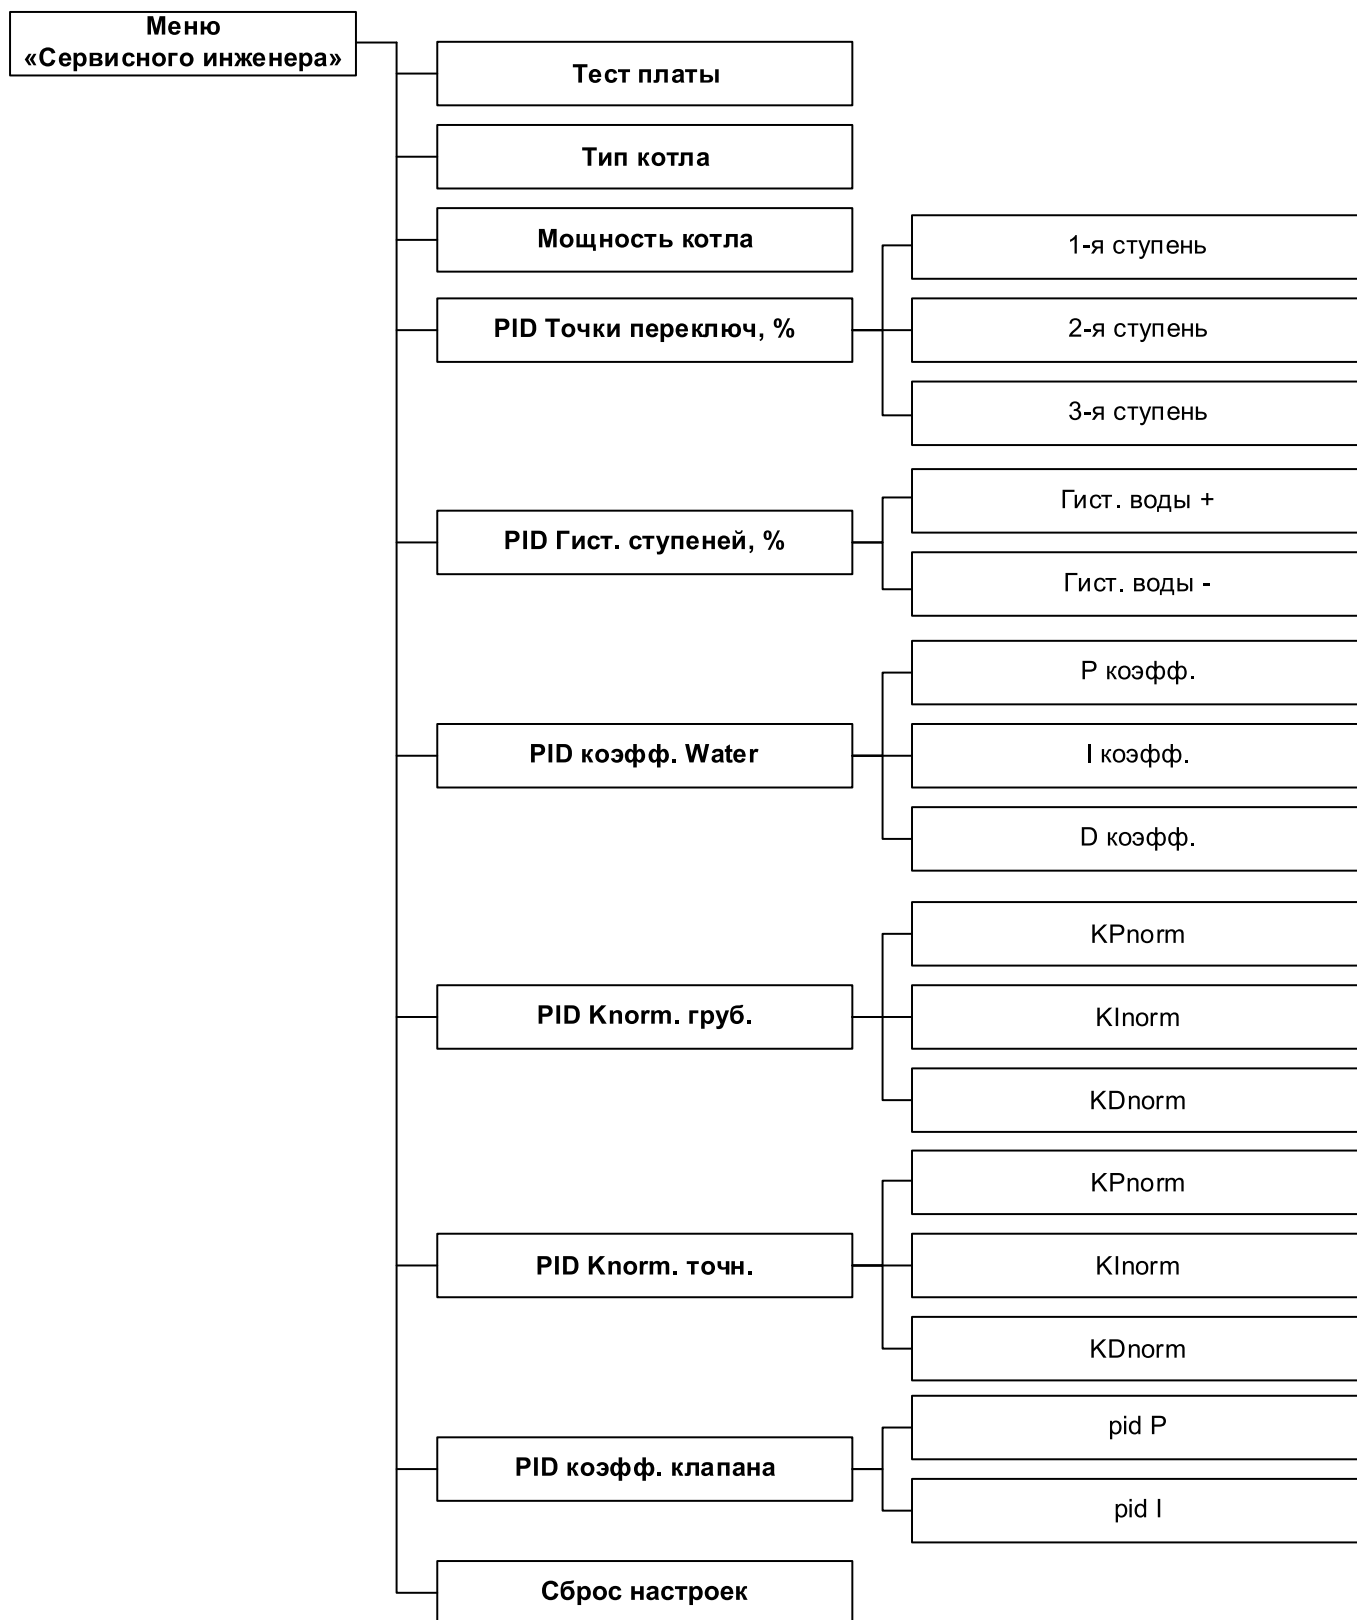 Меню
«Сервисного инженера»
Тест платы
Тип котла
Мощность котла
PID Точки переключ, %
1-я ступень
2-я ступень
3-я ступень
PID Гист. ступеней, %
Гист. воды +
Гист. воды -
PID коэфф. Water
P коэфф.
I коэфф.
D коэфф.
PID Knorm. груб.
KPnorm
KInorm
KDnorm
PID Knorm. точн.
KPnorm
KInorm
KDnorm
PID коэфф. клапана
pid P
pid I
Сброс настроек